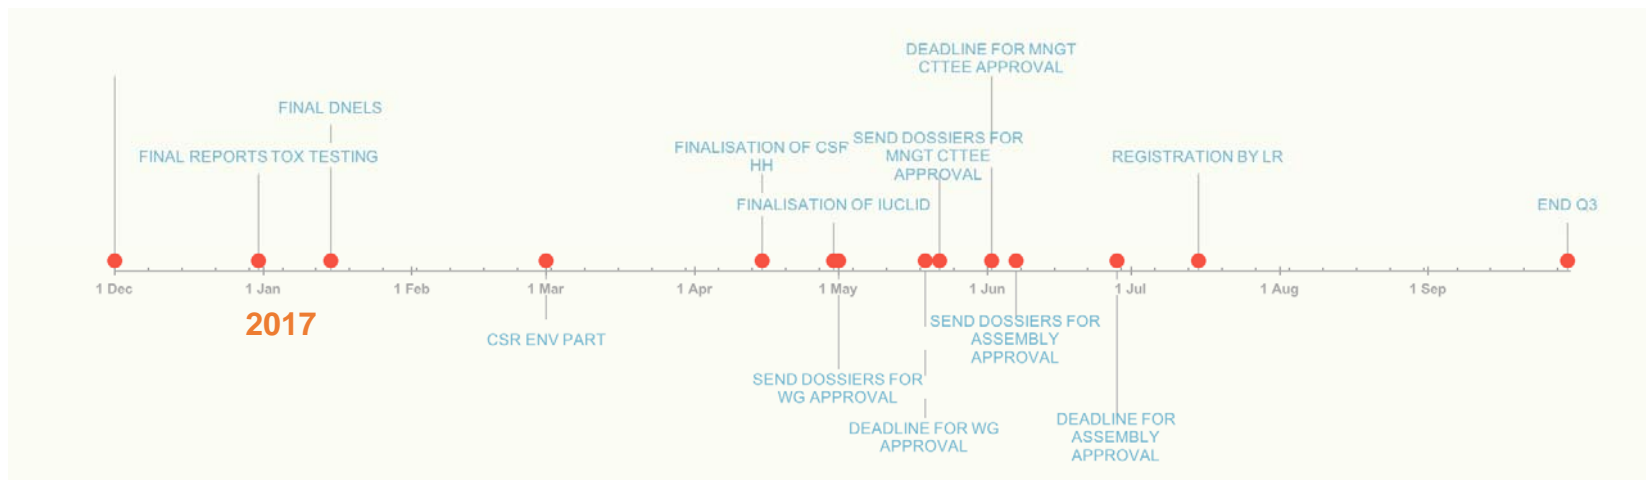 DEADLINE FOR MNGT
CTTEE APPROVAL
FINAL DNELS
FINAL REPORTS TOX TESTING
FINALISATION OF CSR
HH
SEND DOSSIERS FOR
MNGT CTTEE
APPROVAL
REGISTRATION BY LR
FINALISATION OF IUCLID
END Q3
1 Dec
1 Jan
1 Feb
1 Mar
1 Apr
1 May
1 Jun
1 Jul
1 Aug
1 Sep
2017
CSR ENV PART
SEND DOSSIERS FOR
ASSEMBLY
APPROVAL
SEND DOSSIERS FOR
WG APPROVAL
DEADLINE FOR WG
APPROVAL
DEADLINE FOR
ASSEMBLY
APPROVAL